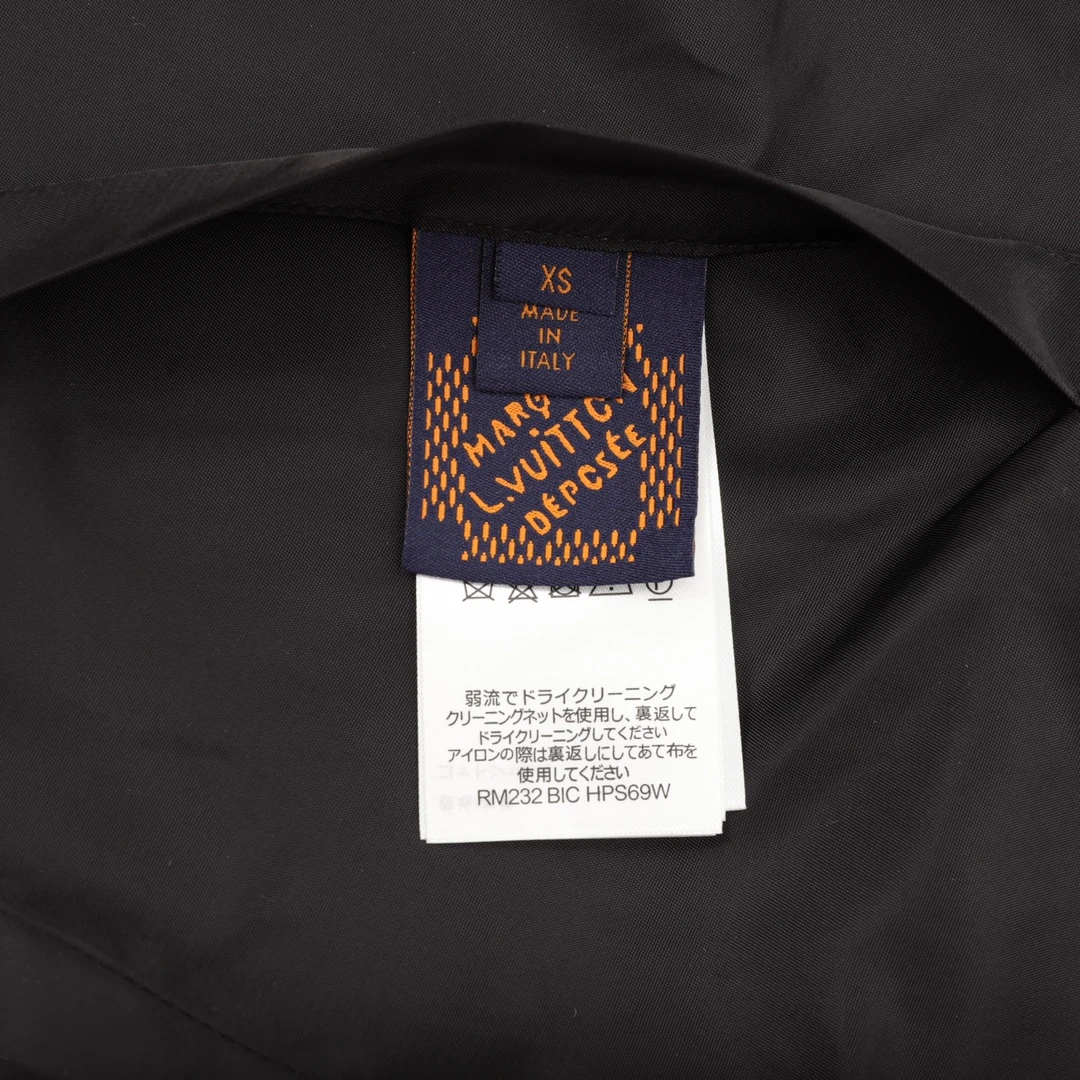 XS
MADE
IN
ITALY
L.VUiTTON
DÉPOSÉE
弱流でドライクリーニング
クリーニングネットを使用し、裏返して
ドライクリーニングしてください
アイロンの際は裏返しにしてあて布を
使用してください
RM232 BIC HPS69W